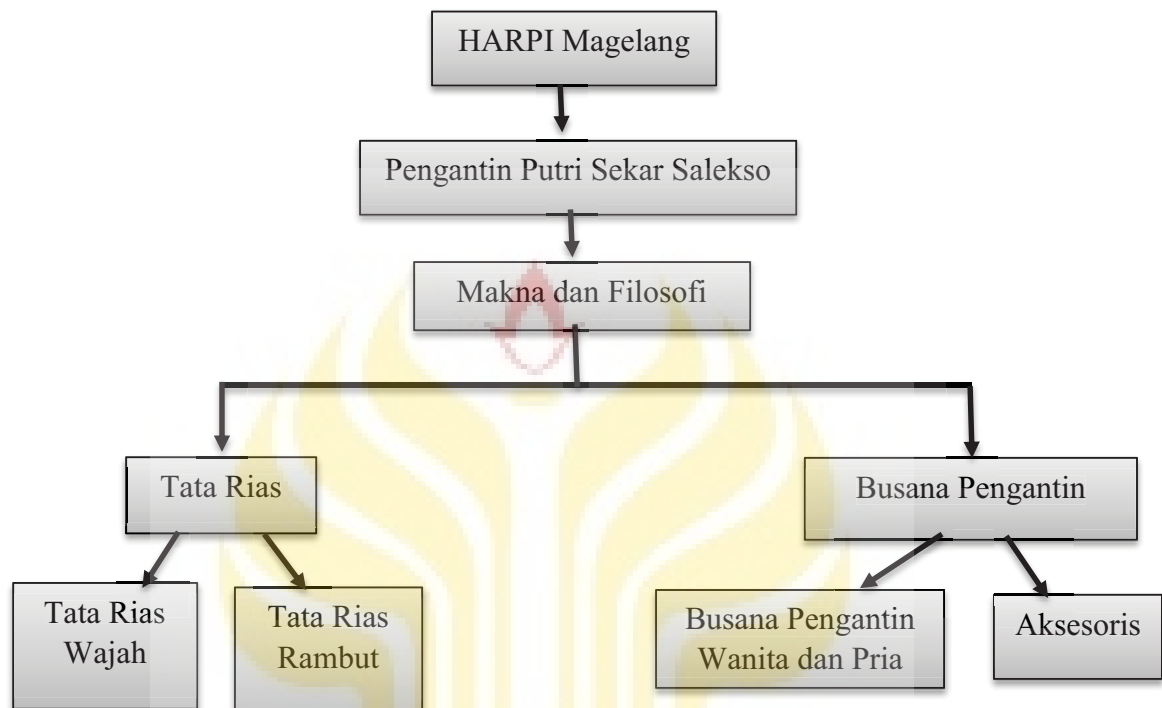 HARPI Magelang
Pengantin Putri Sekar Salekso
Makna dan Filosofi
Tata Rias
Busana Pengantin
Tata Rias
Wajah
Tata Rias
Rambut
Busana Pengantin
Wanita dan Pria
Aksesoris